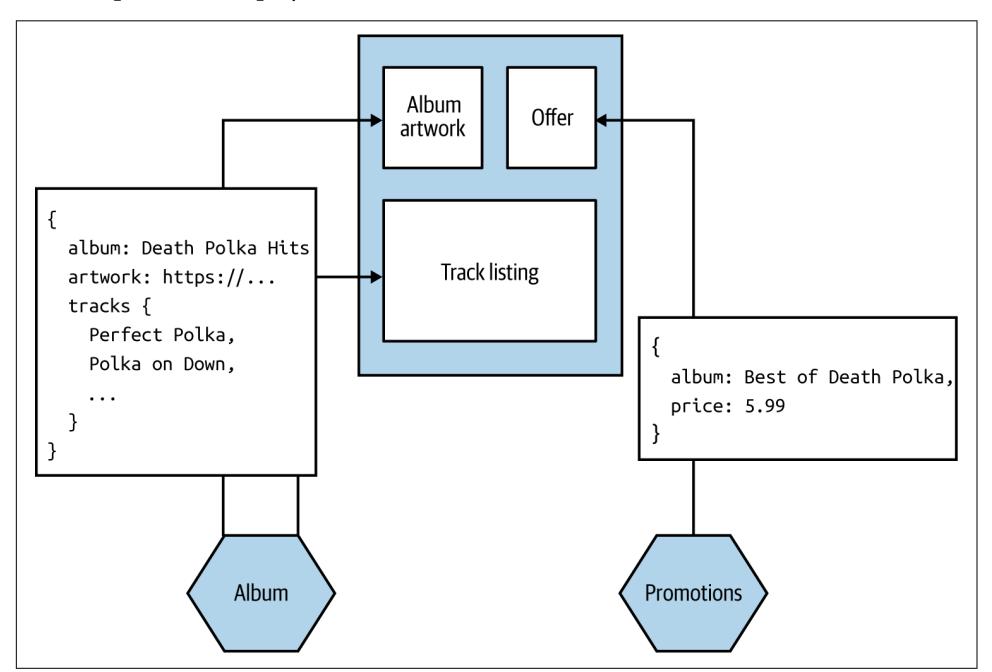 Album
artwork
Offer
{
album: Death Polka Hits
artwork: https://...
tracks {
Perfect Polka,
Polka on Down,
...
}
}
Track listing
{
album: Best of Death Polka,
price: 5.99
}
Album
Promotions